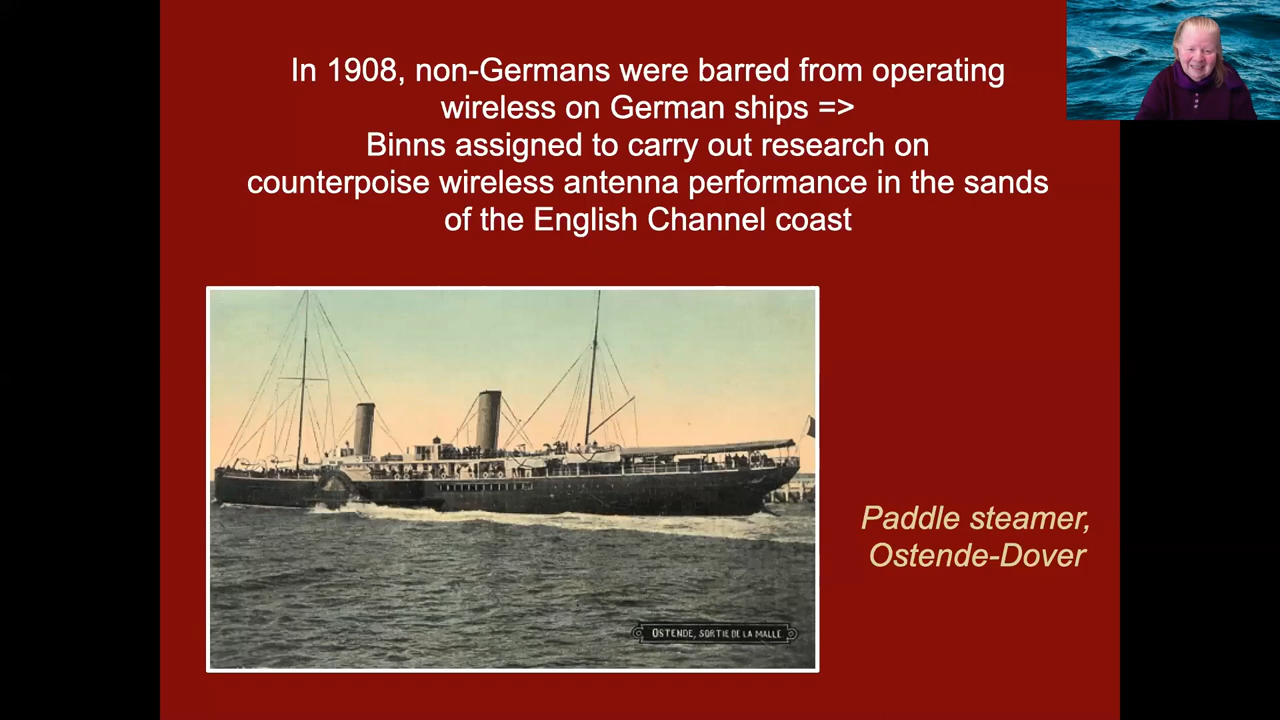 In 1908, non-Germans were barred from operating
wireless on German ships =>
Binns assigned to carry out research on
counterpoise wireless antenna performance in the sands
of the English Channel coast
Paddle steamer,
Ostende-Dover
OSTENDE, SORTIE DE LA MALLE